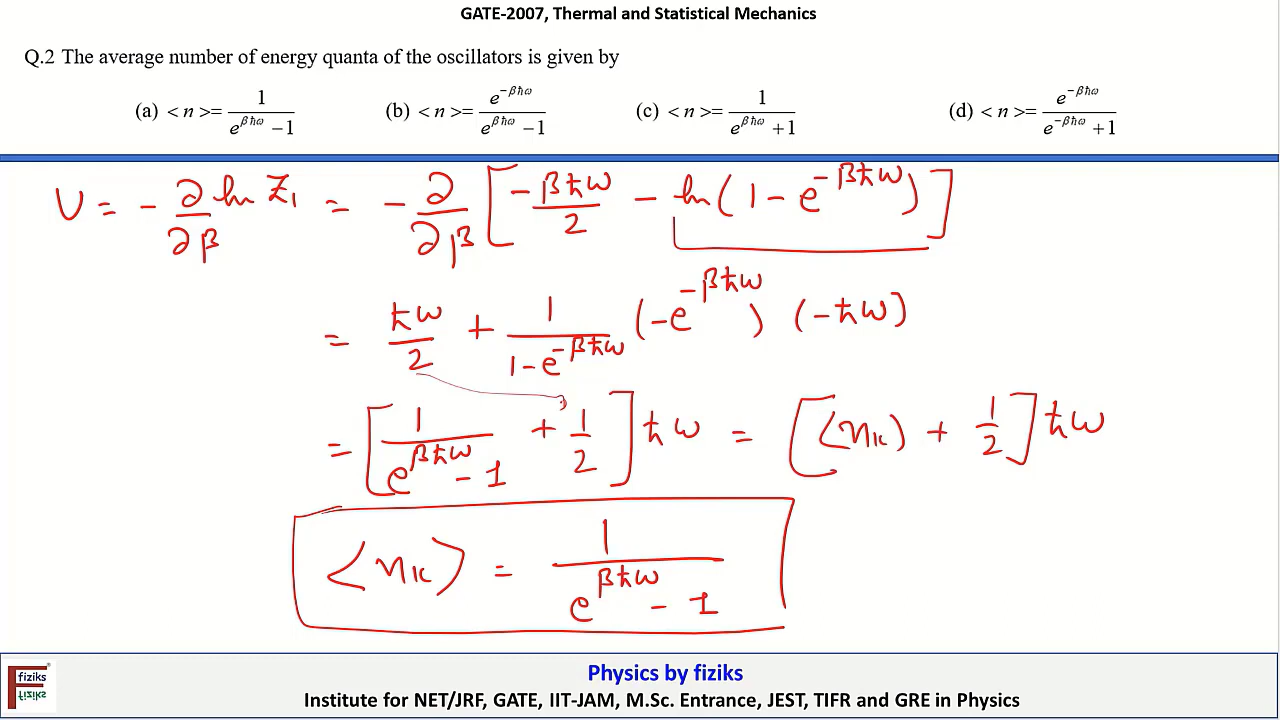 GATE-2007, Thermal and Statistical Mechanics
Q.2 The average number of energy quanta of the oscillators is given by
(a) < n >= 1 / (e^{βħω} − 1) (b) < n >= e^{−βħω} / (e^{βħω} − 1) (c) < n >= 1 / (e^{βħω} + 1) (d) < n >= e^{−βħω} / (e^{−βħω} + 1)
U = − ∂/∂β ln Z₁ = − ∂/∂β [ −βħω/2 − ln(1 − e^{−βħω}) ]
= ħω/2 + 1/(1 − e^{−βħω}) (−e^{−βħω}) (−ħω)
= [ 1/(e^{βħω} − 1) + 1/2 ] ħω = [ ⟨nₖ⟩ + 1/2 ] ħω
⟨nₖ⟩ = 1 / (e^{βħω} − 1)
fiziks
fiziks
Physics by fiziks
Institute for NET/JRF, GATE, IIT-JAM, M.Sc. Entrance, JEST, TIFR and GRE in Physics